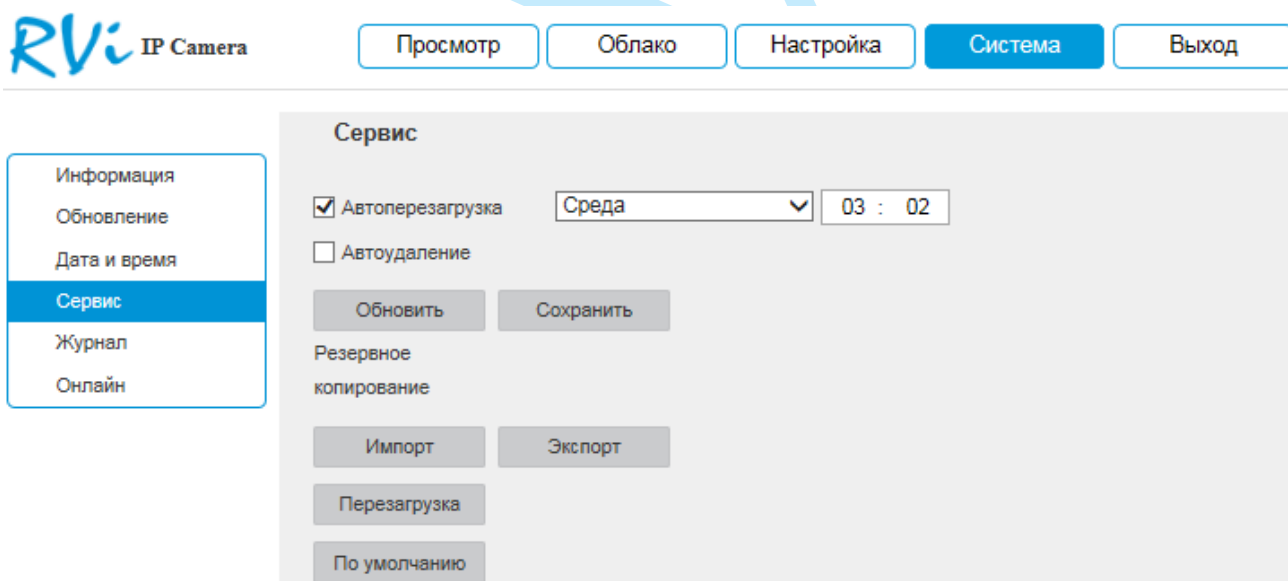 RVi IP Camera
Просмотр Облако Настройка Система Выход
Сервис
Информация
Обновление
Дата и время
Сервис
Журнал
Онлайн
Автоперезагрузка Среда 03 : 02
Автоудаление
Обновить Сохранить
Резервное
копирование
Импорт Экспорт
Перезагрузка
По умолчанию